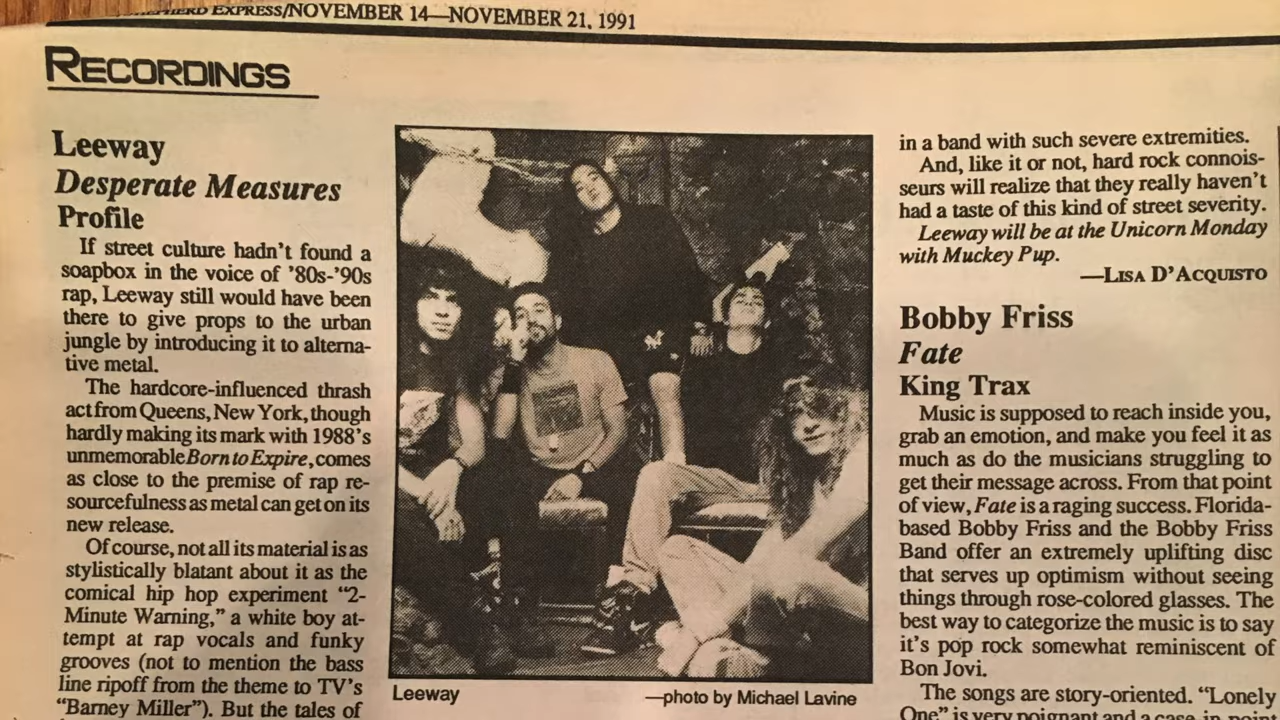 EXPRESS/NOVEMBER 14—NOVEMBER 21, 1991
RECORDINGS
Leeway
Desperate Measures
Profile
If street culture hadn't found a
soapbox in the voice of '80s-'90s
rap, Leeway still would have been
there to give props to the urban
jungle by introducing it to alterna-
tive metal.
The hardcore-influenced thrash
act from Queens, New York, though
hardly making its mark with 1988's
unmemorable Born to Expire, comes
as close to the premise of rap re-
sourcefulness as metal can get on its
new release.
Of course, not all its material is as
stylistically blatant about it as the
comical hip hop experiment “2-
Minute Warning,” a white boy at-
tempt at rap vocals and funky
grooves (not to mention the bass
line ripoff from the theme to TV's
“Barney Miller”). But the tales of
Leeway
—photo by Michael Lavine
in a band with such severe extremities.
And, like it or not, hard rock connois-
seurs will realize that they really haven't
had a taste of this kind of street severity.
Leeway will be at the Unicorn Monday
with Muckey Pup.
—LISA D'ACQUISTO
Bobby Friss
Fate
King Trax
Music is supposed to reach inside you,
grab an emotion, and make you feel it as
much as do the musicians struggling to
get their message across. From that point
of view, Fate is a raging success. Florida-
based Bobby Friss and the Bobby Friss
Band offer an extremely uplifting disc
that serves up optimism without seeing
things through rose-colored glasses. The
best way to categorize the music is to say
it's pop rock somewhat reminiscent of
Bon Jovi.
The songs are story-oriented. “Lonely
One” is very poignant and a case in point